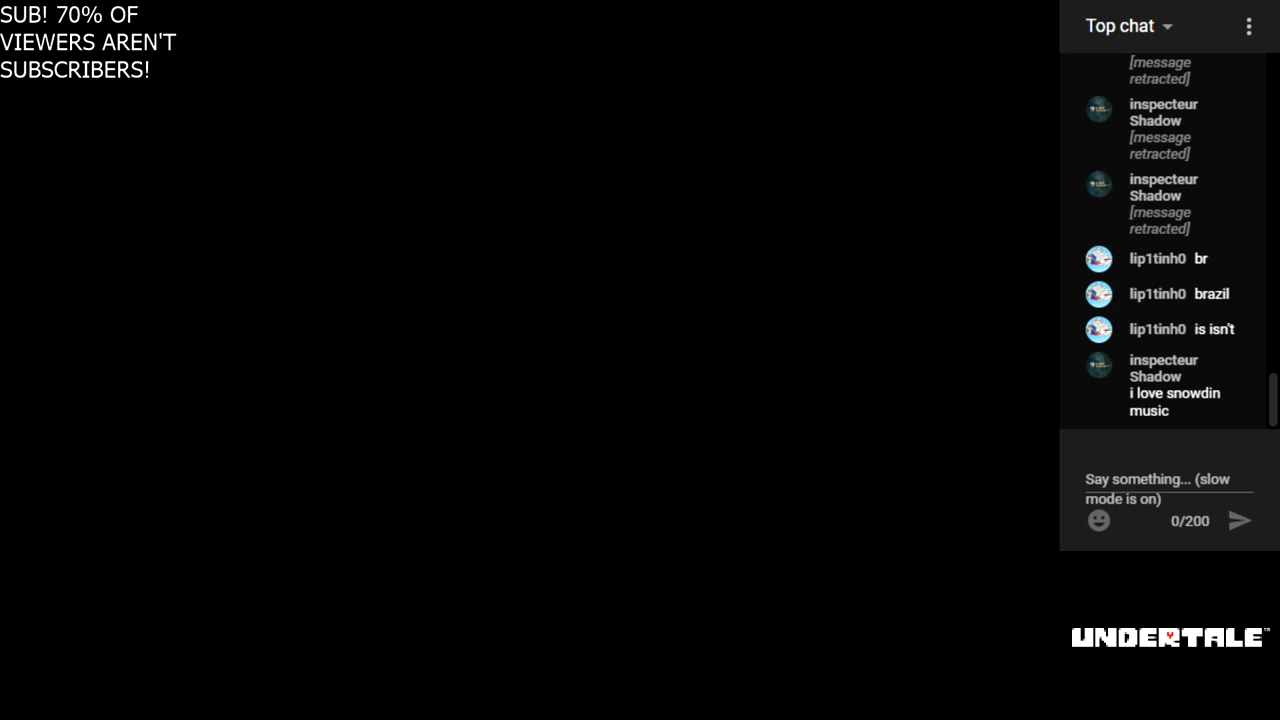 SUB! 70% OF
VIEWERS AREN'T
SUBSCRIBERS!
Top chat
[message
retracted]
inspecteur
Shadow
[message
retracted]
inspecteur
Shadow
[message
retracted]
lip1tinh0 br
lip1tinh0 brazil
lip1tinh0 is isn't
inspecteur
Shadow
i love snowdin
music
Say something... (slow
mode is on)
0/200
UNDERTALE™